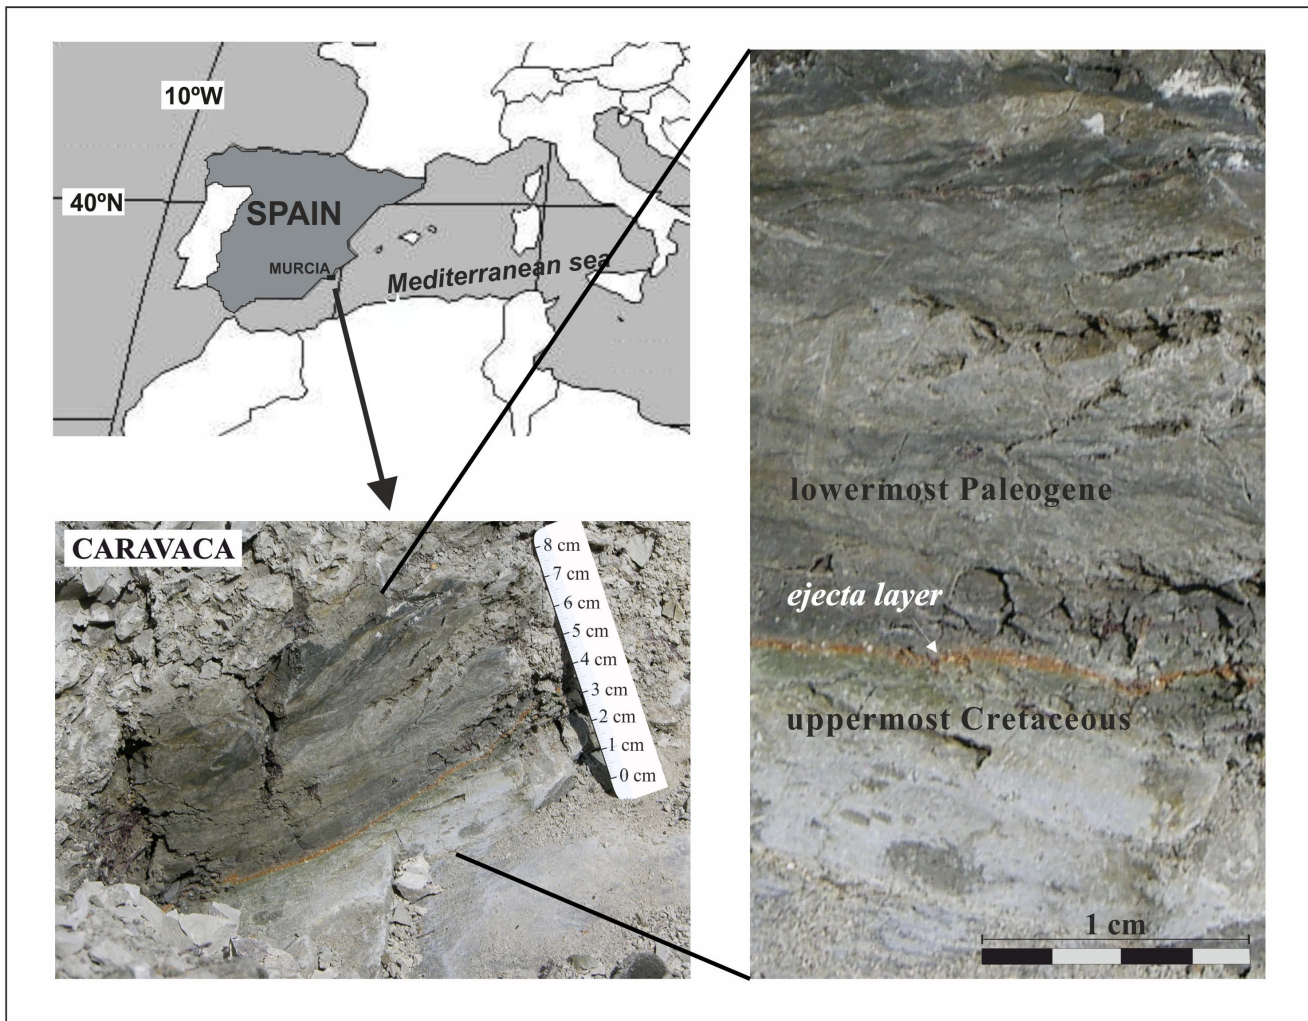 10ºW
40ºN
SPAIN
MURCIA
Mediterranean sea
CARAVACA
8 cm
7 cm
6 cm
5 cm
4 cm
3 cm
2 cm
1 cm
0 cm
lowermost Paleogene
ejecta layer
uppermost Cretaceous
1 cm